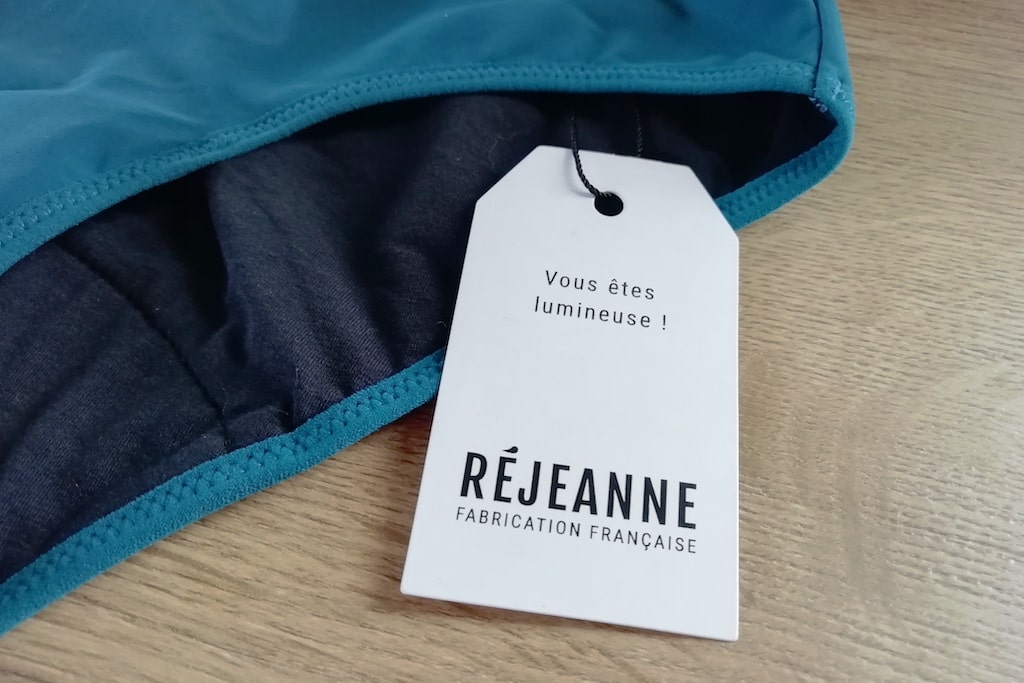 Vous êtes
lumineuse !
RÉJEANNE
FABRICATION FRANÇAISE